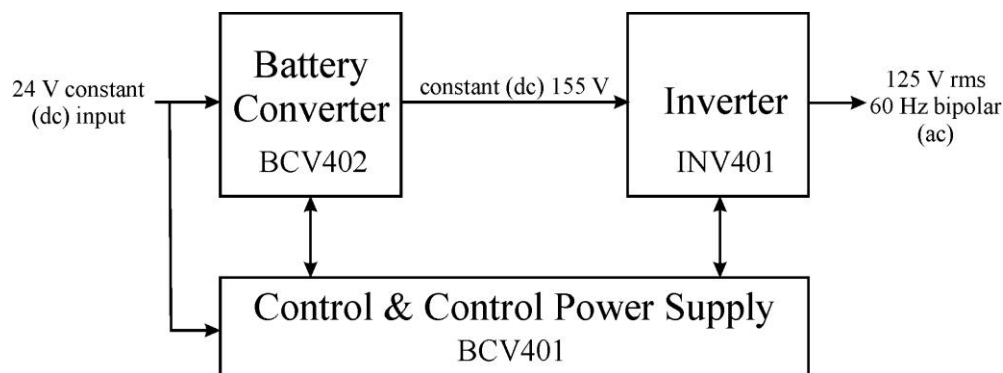 24 V constant
(dc) input
Battery
Converter
BCV402
constant (dc) 155 V
Inverter
INV401
125 V rms
60 Hz bipolar
(ac)
Control & Control Power Supply
BCV401